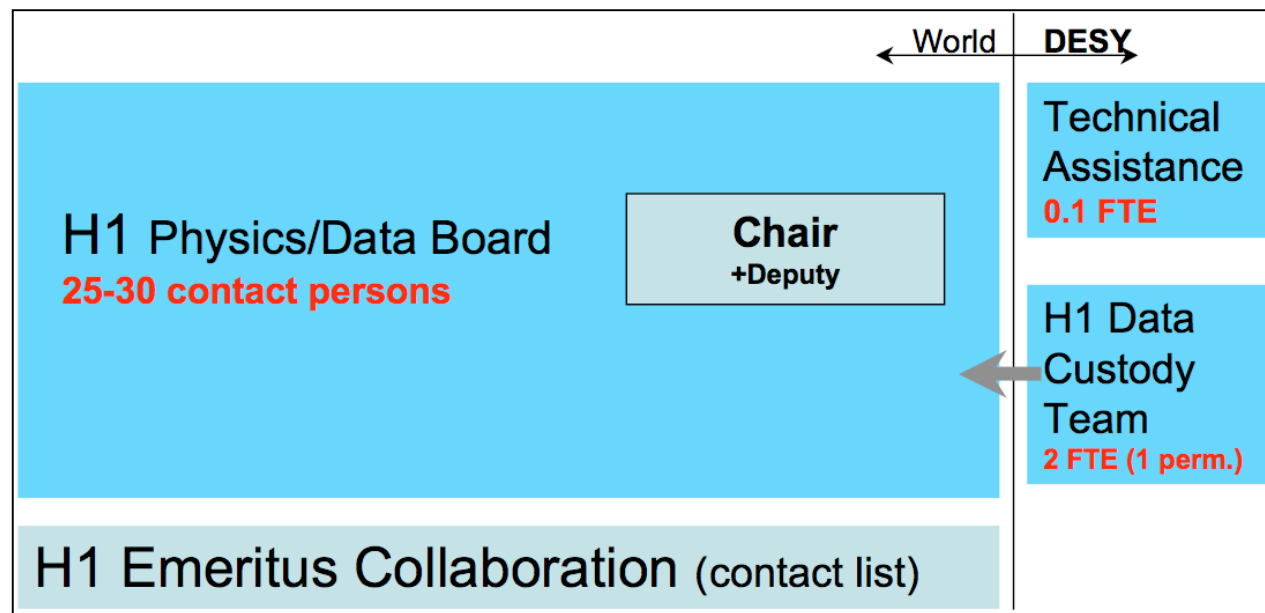 World
DESY
H1 Physics/Data Board
25-30 contact persons
Chair
+Deputy
Technical
Assistance
0.1 FTE
H1 Data
Custody
Team
2 FTE (1 perm.)
H1 Emeritus Collaboration (contact list)